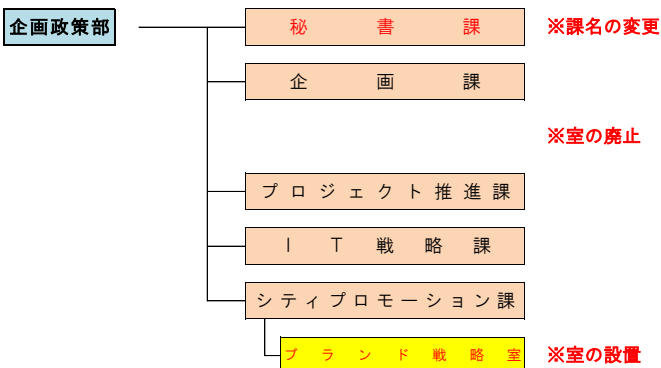 企画政策部
秘書課 ※課名の変更
企画課
※室の廃止
プロジェクト推進課
IT戦略課
シティプロモーション課
ブランド戦略室 ※室の設置